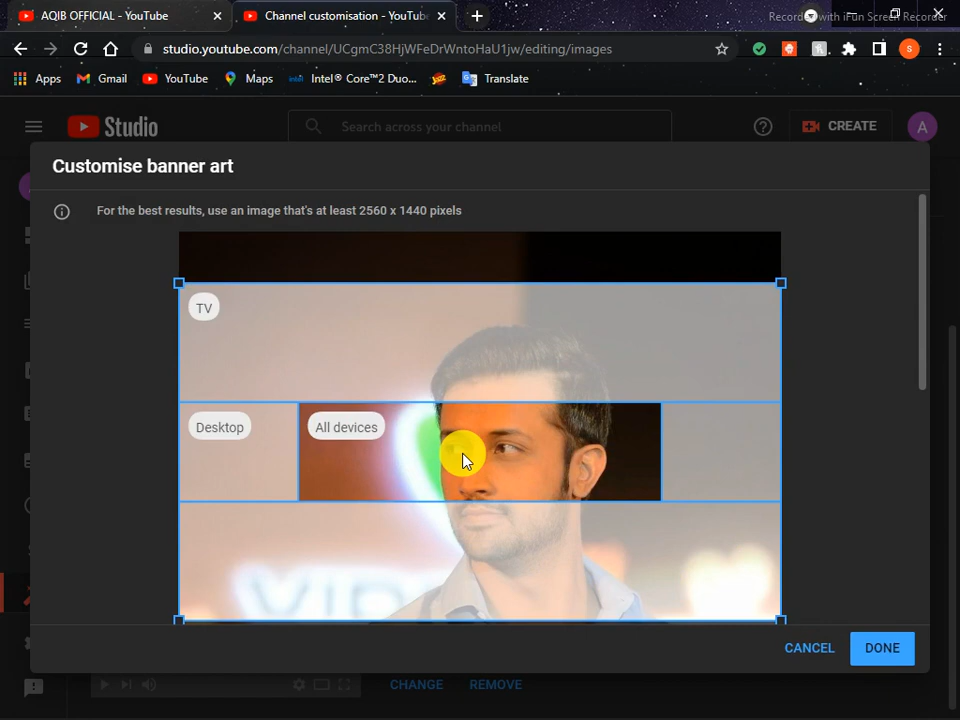 AQIB OFFICIAL - YouTube
Channel customisation - YouTube
Recorded with iFun Screen Recorder
studio.youtube.com/channel/UCgmC38HjWFeDrWntoHaU1jw/editing/images
S
Apps
Gmail
YouTube
Maps
Intel® Core™2 Duo...
Translate
Studio
Search across your channel
CREATE
A
Customise banner art
For the best results, use an image that's at least 2560 x 1440 pixels
TV
Desktop
All devices
CANCEL
DONE
CHANGE
REMOVE